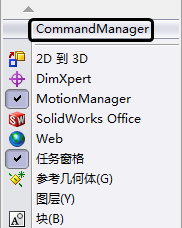 CommandManager
2D 到 3D
DimXpert
MotionManager
SolidWorks Office
Web
任务窗格
参考几何体(G)
图层(Y)
块(B)